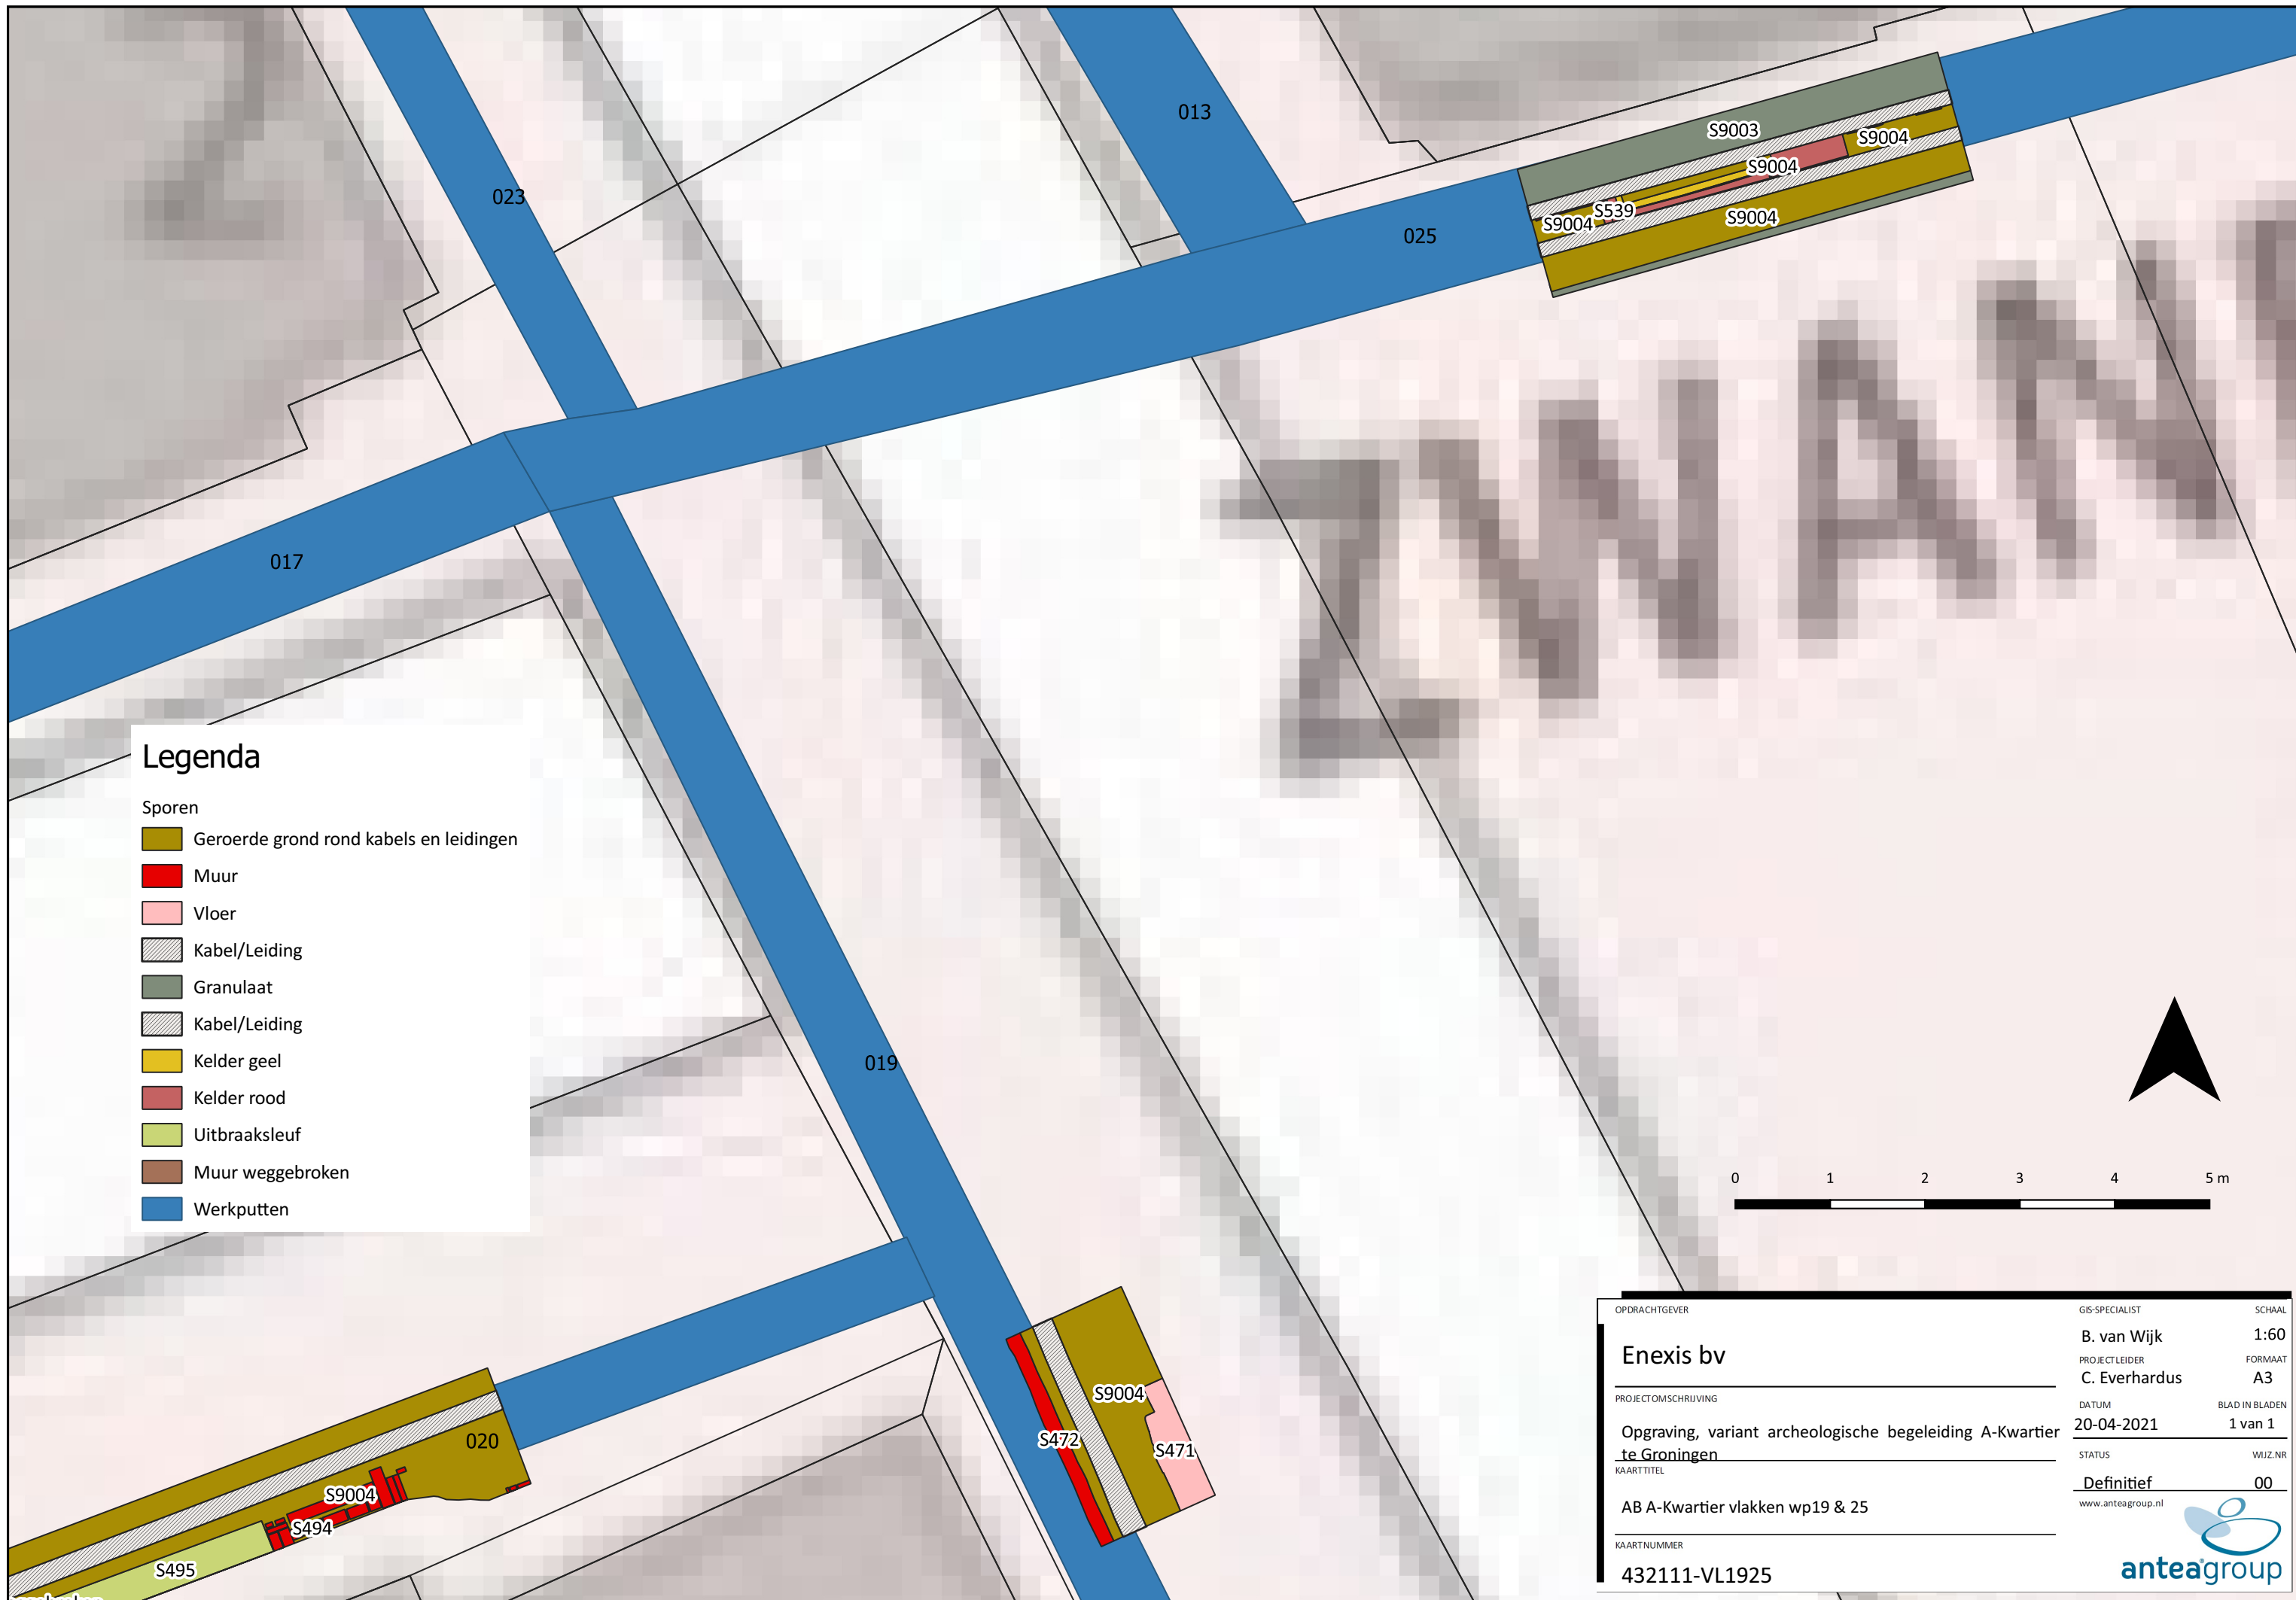 013
S9003
S9004
S9004
023
S539
S9004
S9004
025
ZWAN
017
Legenda
Sporen
Geroerde grond rond kabels en leidingen
Muur
Vloer
Kabel/Leiding
Granulaat
Kabel/Leiding
Kelder geel
Kelder rood
Uitbraaksleuf
Muur weggebroken
Werkputten
019
0 1 2 3 4 5 m
S9004
S472
S471
020
S9004
S494
S495
OPDRACHTGEVER
Enexis bv
PROJECTOMSCHRIJVING
Opgraving, variant archeologische begeleiding A-Kwartier
te Groningen
KAARTTITEL
AB A-Kwartier vlakken wp19 & 25
KAARTNUMMER
432111-VL1925
GIS-SPECIALIST SCHAAL
B. van Wijk 1:60
PROJECTLEIDER FORMAAT
C. Everhardus A3
DATUM BLAD IN BLADEN
20-04-2021 1 van 1
STATUS WIJZ.NR
Definitief 00
www.anteagroup.nl
anteagroup